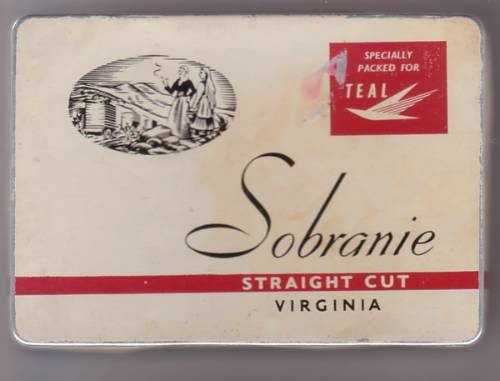 SPECIALLY
PACKED FOR
TEAL
Sobranie
STRAIGHT CUT
VIRGINIA